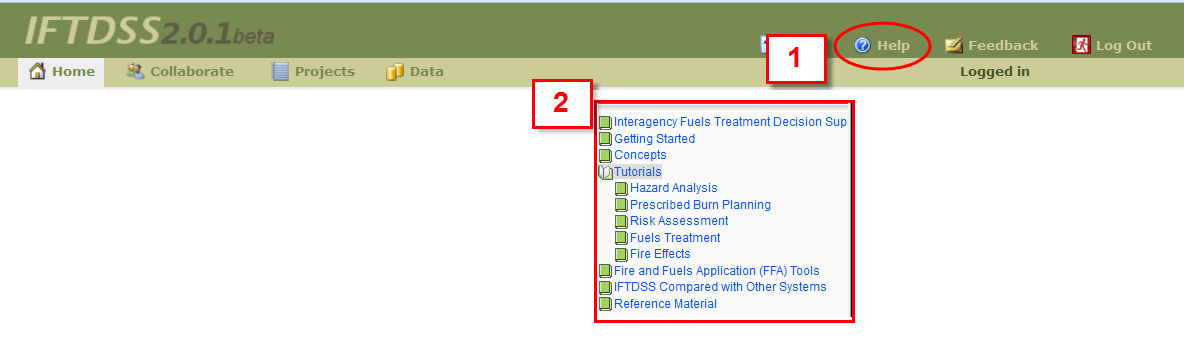 IFTDSS2.0.1beta
1
Help
Feedback
Log Out
Home
Collaborate
Projects
Data
Logged in
2
Interagency Fuels Treatment Decision Sup
Getting Started
Concepts
Tutorials
Hazard Analysis
Prescribed Burn Planning
Risk Assessment
Fuels Treatment
Fire Effects
Fire and Fuels Application (FFA) Tools
IFTDSS Compared with Other Systems
Reference Material